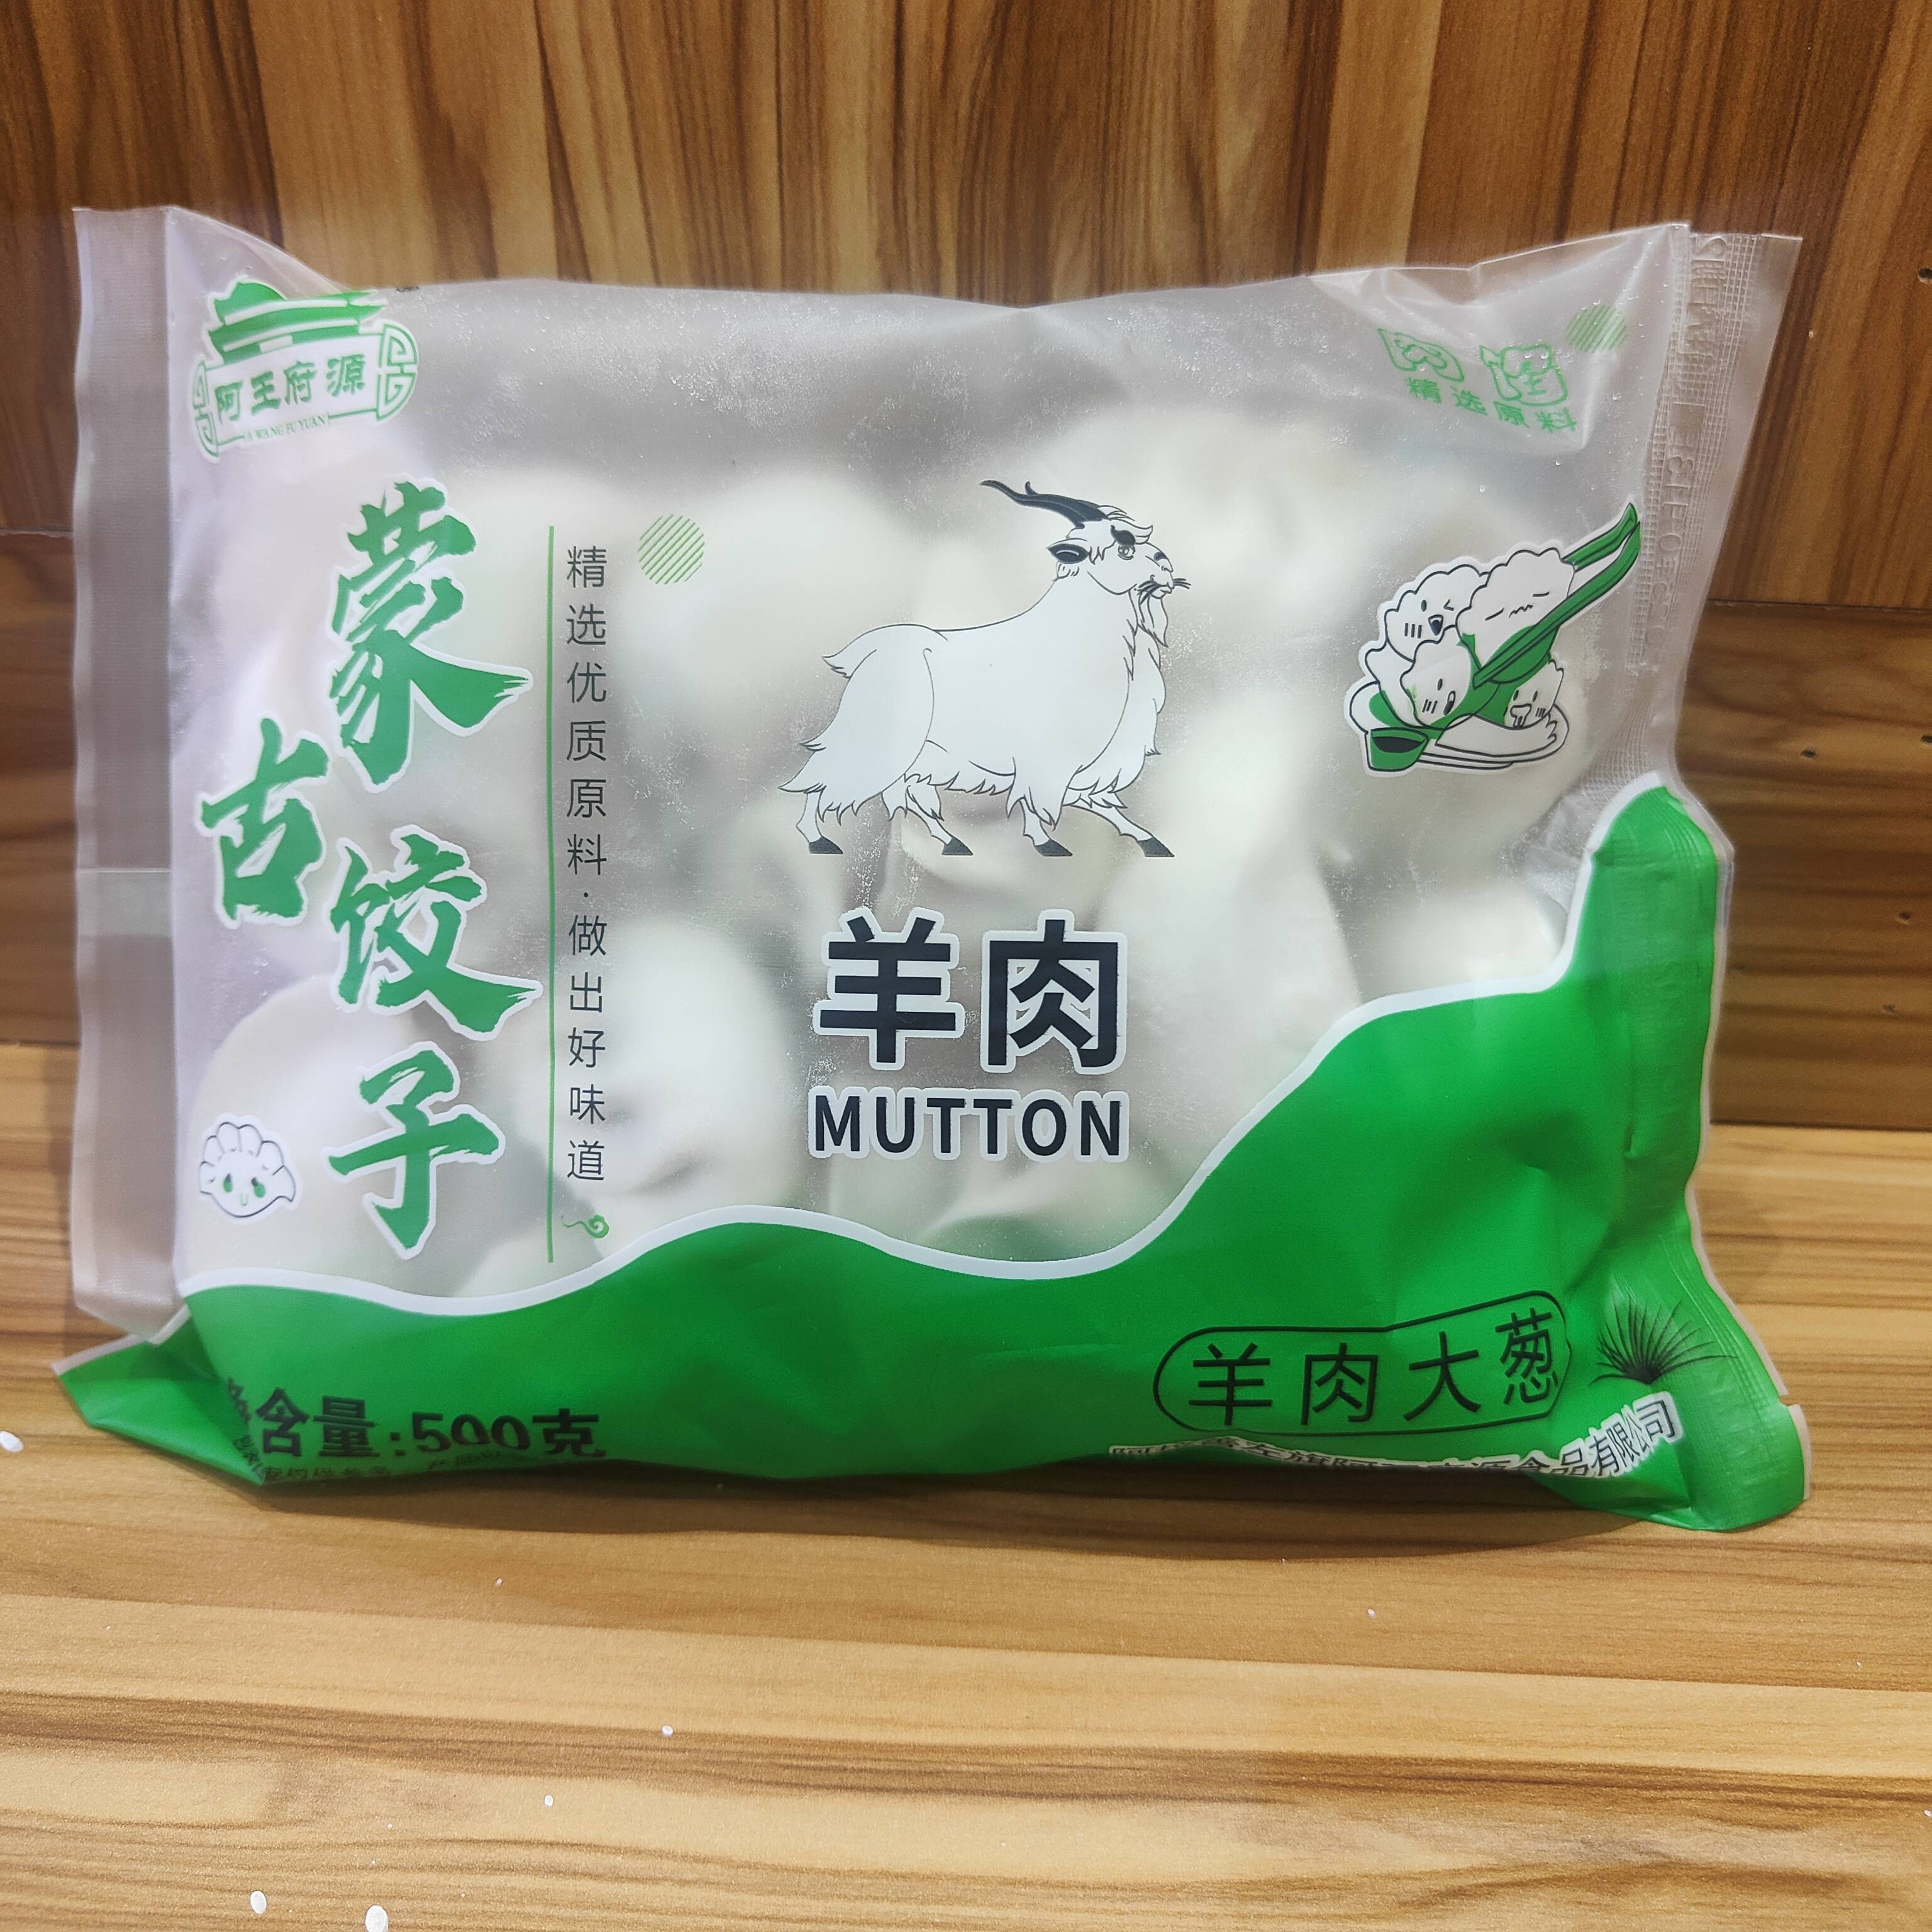 阿王府源
A WANG FU YUAN
蒙古饺子
精选优质原料·做出好味道
精选原料
羊肉
MUTTON
羊肉大葱
净含量:500克
食品有限公司